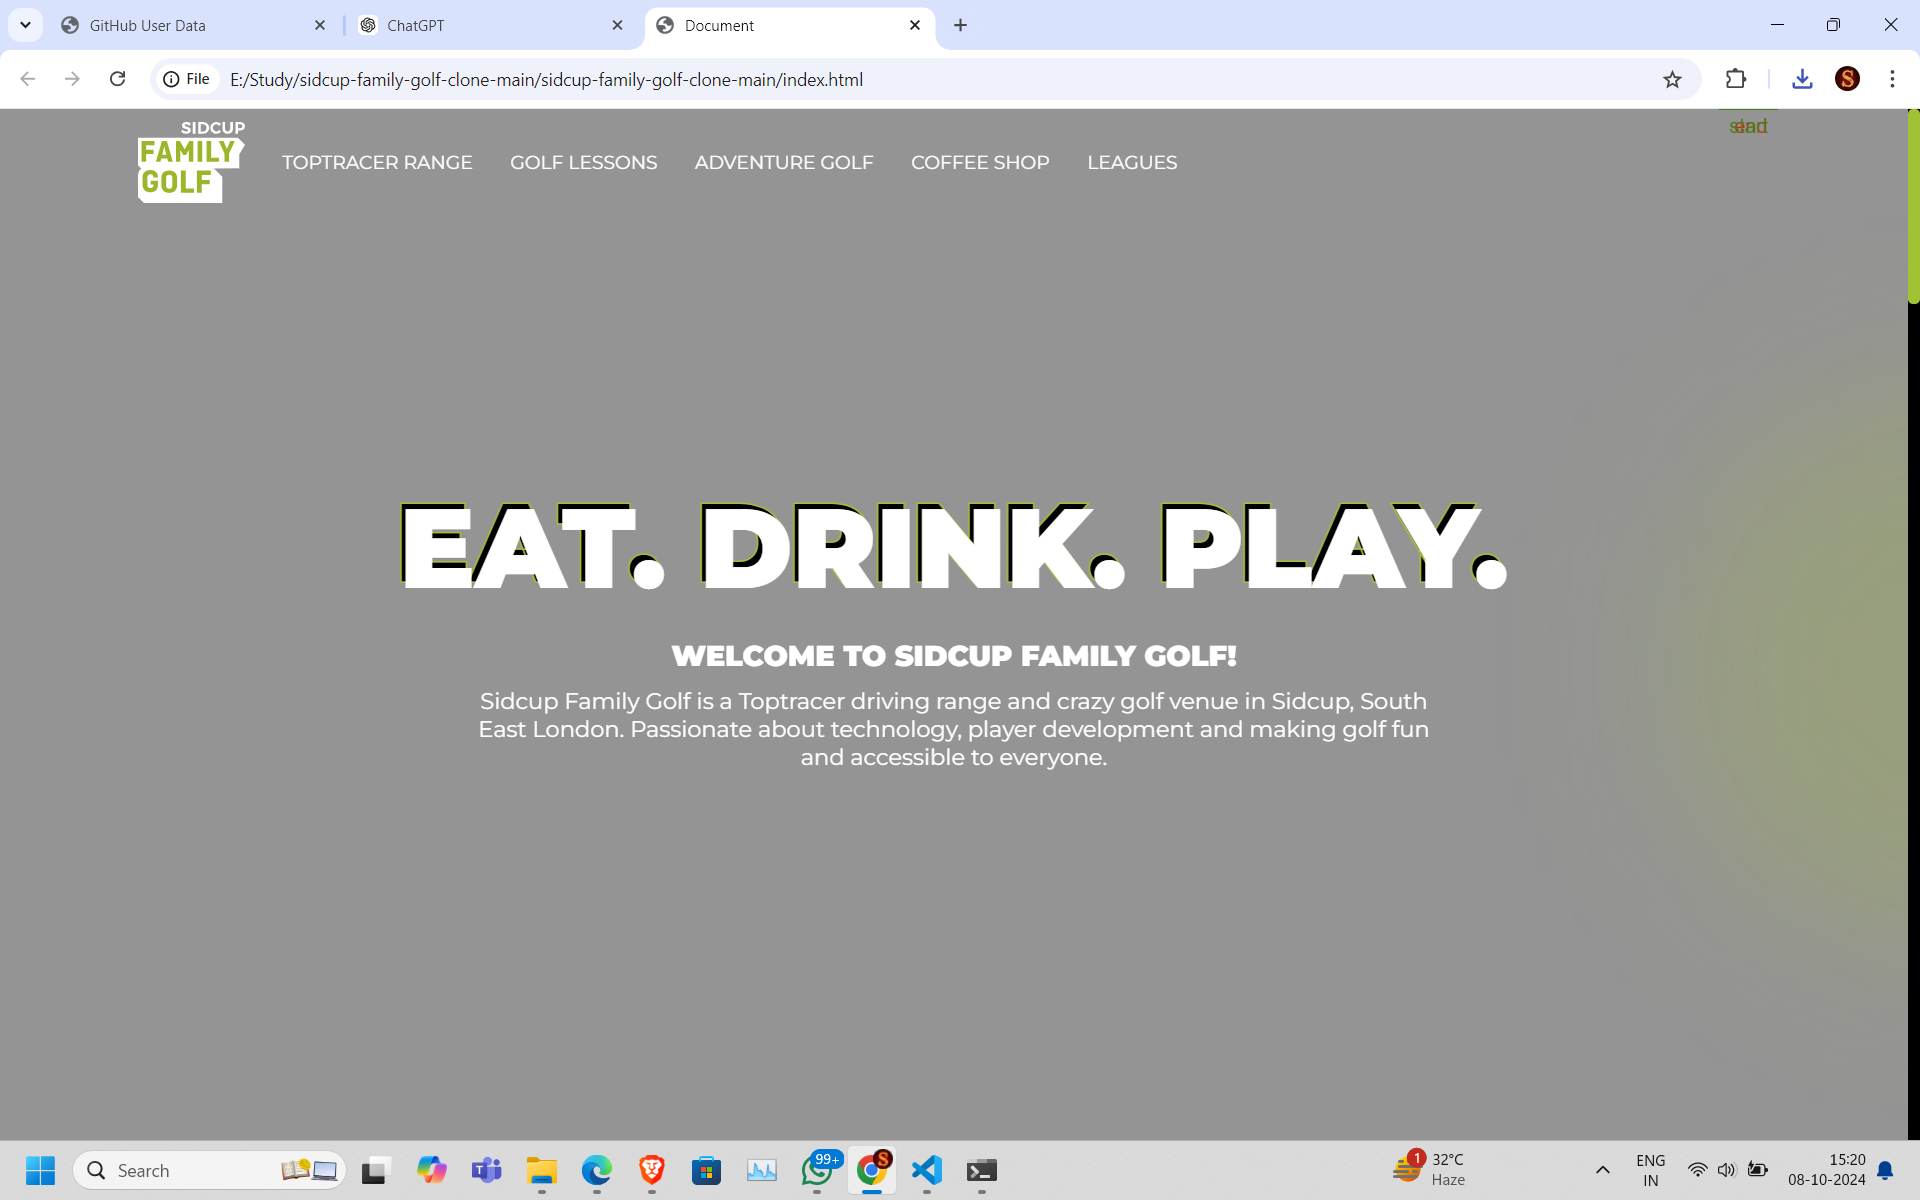 GitHub User Data
ChatGPT
Document
File
E:/Study/sidcup-family-golf-clone-main/sidcup-family-golf-clone-main/index.html
S
SIDCUP
FAMILY
GOLF
TOPTRACER RANGE
GOLF LESSONS
ADVENTURE GOLF
COFFEE SHOP
LEAGUES
start
end
EAT. DRINK. PLAY.
WELCOME TO SIDCUP FAMILY GOLF!
Sidcup Family Golf is a Toptracer driving range and crazy golf venue in Sidcup, South
East London. Passionate about technology, player development and making golf fun
and accessible to everyone.
Search
99+
S
1
32°C
Haze
ENG
IN
15:20
08-10-2024